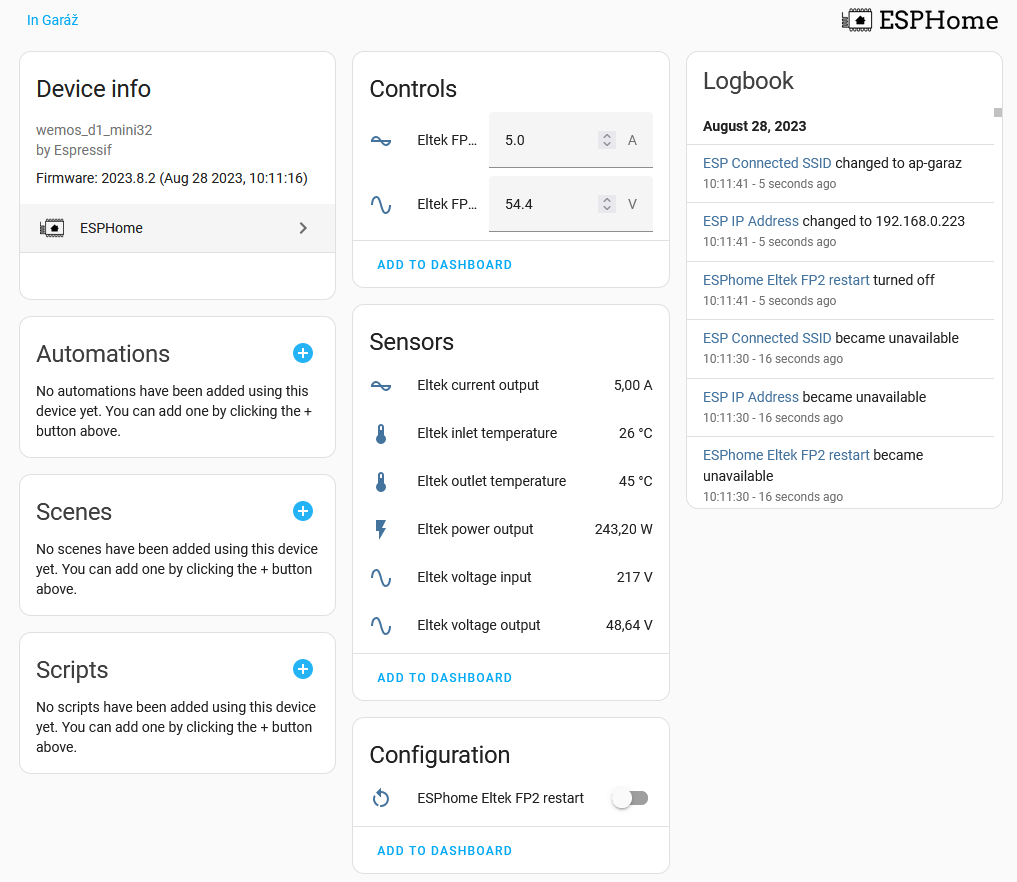 In Garáž
ESPHome
Device info
wemos_d1_mini32
by Espressif
Firmware: 2023.8.2 (Aug 28 2023, 10:11:16)
ESPHome
Automations
No automations have been added using this
device yet. You can add one by clicking the +
button above.
Scenes
No scenes have been added using this device
yet. You can add one by clicking the + button
above.
Scripts
No scripts have been added using this device
yet. You can add one by clicking the + button
above.
Controls
Eltek FP... 5.0 A
Eltek FP... 54.4 V
ADD TO DASHBOARD
Sensors
Eltek current output 5,00 A
Eltek inlet temperature 26 °C
Eltek outlet temperature 45 °C
Eltek power output 243,20 W
Eltek voltage input 217 V
Eltek voltage output 48,64 V
ADD TO DASHBOARD
Configuration
ESPhome Eltek FP2 restart
ADD TO DASHBOARD
Logbook
August 28, 2023
ESP Connected SSID changed to ap-garaz
10:11:41 - 5 seconds ago
ESP IP Address changed to 192.168.0.223
10:11:41 - 5 seconds ago
ESPhome Eltek FP2 restart turned off
10:11:41 - 5 seconds ago
ESP Connected SSID became unavailable
10:11:30 - 16 seconds ago
ESP IP Address became unavailable
10:11:30 - 16 seconds ago
ESPhome Eltek FP2 restart became
unavailable
10:11:30 - 16 seconds ago